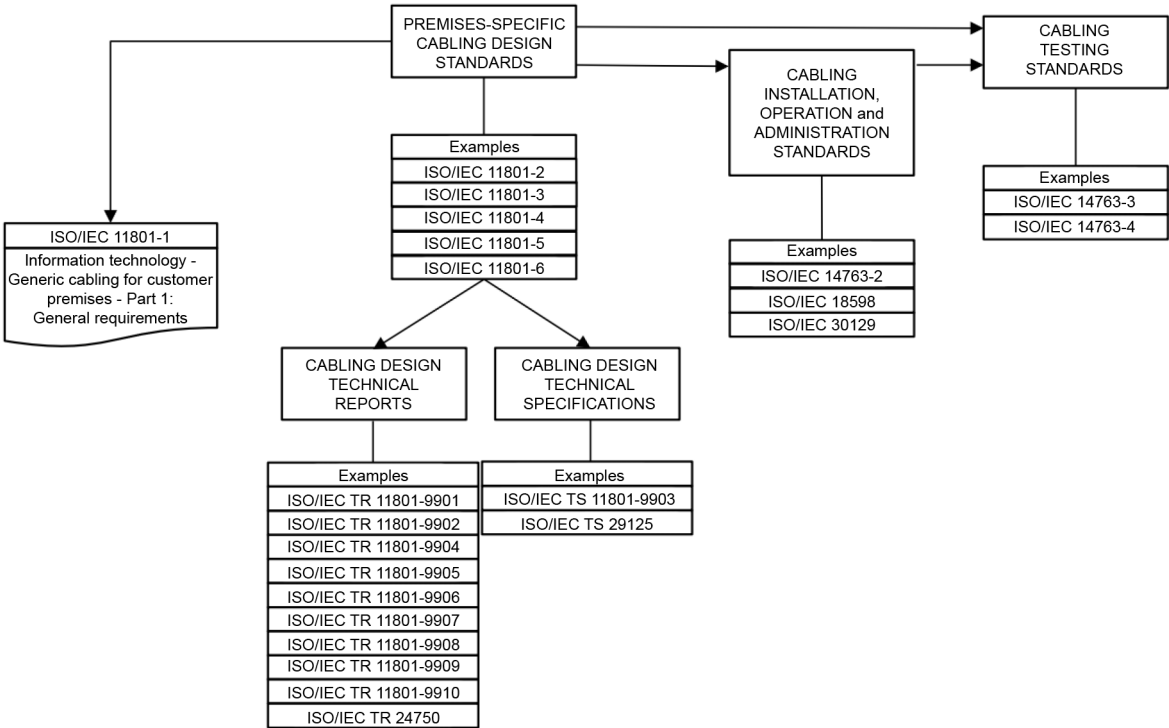 PREMISES-SPECIFIC
CABLING DESIGN
STANDARDS
CABLING
TESTING
STANDARDS
CABLING
INSTALLATION,
OPERATION and
ADMINISTRATION
STANDARDS
Examples
ISO/IEC 11801-2
ISO/IEC 11801-3
ISO/IEC 11801-4
ISO/IEC 11801-5
ISO/IEC 11801-6
Examples
ISO/IEC 14763-3
ISO/IEC 14763-4
ISO/IEC 11801-1
Information technology -
Generic cabling for customer
premises - Part 1:
General requirements
Examples
ISO/IEC 14763-2
ISO/IEC 18598
ISO/IEC 30129
CABLING DESIGN
TECHNICAL
REPORTS
CABLING DESIGN
TECHNICAL
SPECIFICATIONS
Examples
ISO/IEC TR 11801-9901
ISO/IEC TR 11801-9902
ISO/IEC TR 11801-9904
ISO/IEC TR 11801-9905
ISO/IEC TR 11801-9906
ISO/IEC TR 11801-9907
ISO/IEC TR 11801-9908
ISO/IEC TR 11801-9909
ISO/IEC TR 11801-9910
ISO/IEC TR 24750
Examples
ISO/IEC TS 11801-9903
ISO/IEC TS 29125